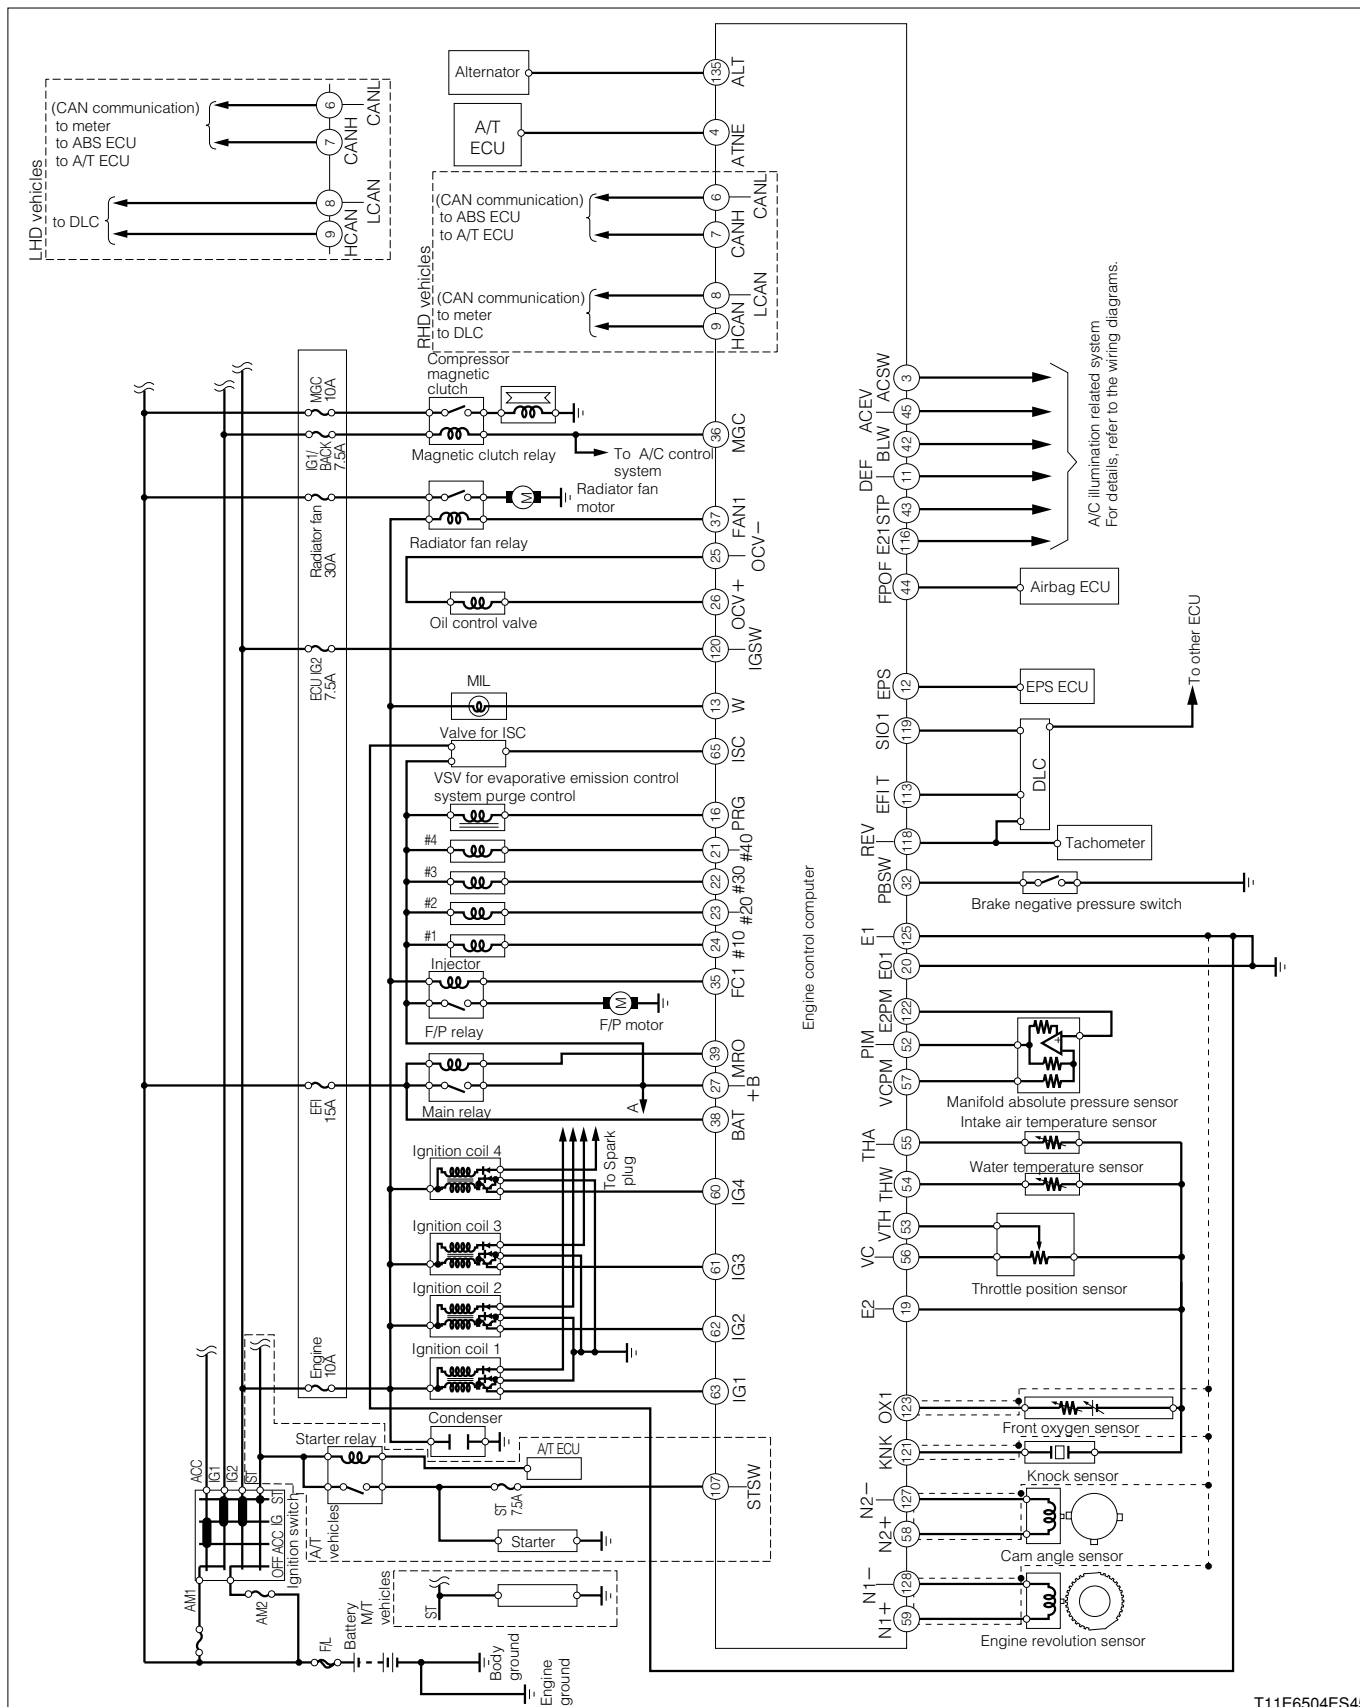 LHD vehicles
(CAN communication)
to meter
to ABS ECU
to A/T ECU
to DLC
6
CANL
7
CANH
8
LCAN
9
HCAN
Alternator
135
ALT
A/T
ECU
4
ATNE
RHD vehicles
(CAN communication)
to ABS ECU
to A/T ECU
6
CANL
7
CANH
(CAN communication)
to meter
to DLC
8
LCAN
9
HCAN
MGC
10A
Compressor
magnetic
clutch
IG1/
BACK
7.5A
Magnetic clutch relay
To A/C control
system
36
MGC
Radiator fan
30A
Radiator fan
motor
Radiator fan relay
37
FAN1
25
OCV−
26
OCV+
Oil control valve
ECU IG2
7.5A
120
IGSW
MIL
13
W
Valve for ISC
65
ISC
VSV for evaporative emission control
system purge control
16
PRG
#4
21
#40
#3
22
#30
#2
23
#20
#1
24
#10
Injector
35
FC1
F/P relay
M
F/P motor
39
MRO
EFI
15A
27
+B
Main relay
A
38
BAT
Ignition coil 4
To Spark
plug
60
IG4
Ignition coil 3
61
IG3
Ignition coil 2
62
IG2
Engine
10A
Ignition coil 1
63
IG1
Condenser
Starter relay
A/T ECU
ST
7.5A
107
STSW
Starter
ACC
IG1
IG2
ST
OFF ACC IG ST
Ignition switch
A/T
vehicles
AM1
AM2
M/T
vehicles
ST
F/L
Battery
Body
ground
Engine
ground
M
Engine control computer
3
ACSW
45
ACEV
42
BLW
11
DEF
43
STP
116
E21
A/C illumination related system
For details, refer to the wiring diagrams.
44
FPOF
Airbag ECU
To other ECU
12
EPS
EPS ECU
119
SIO1
DLC
113
EFI T
118
REV
Tachometer
32
PBSW
Brake negative pressure switch
125
E1
20
E01
122
E2PM
52
PIM
+
57
VCPM
Manifold absolute pressure sensor
Intake air temperature sensor
55
THA
Water temperature sensor
54
THW
53
VTH
56
VC
Throttle position sensor
19
E2
123
OX1
Front oxygen sensor
121
KNK
Knock sensor
127
N2−
58
N2+
Cam angle sensor
128
N1−
59
N1+
Engine revolution sensor
T11E6504ES45